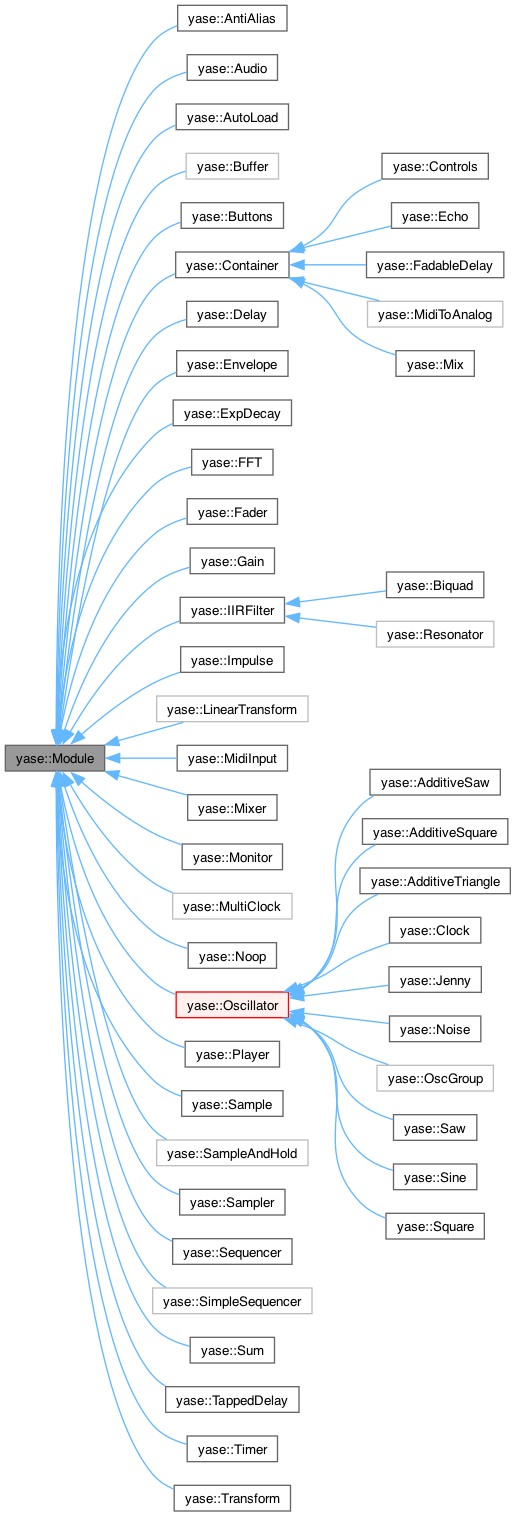 yase::AntiAlias
yase::Audio
yase::AutoLoad
yase::Buffer
yase::Controls
yase::Buttons
yase::Echo
yase::Container
yase::FadableDelay
yase::Delay
yase::MidiToAnalog
yase::Envelope
yase::Mix
yase::ExpDecay
yase::FFT
yase::Fader
yase::Gain
yase::Biquad
yase::IIRFilter
yase::Resonator
yase::Impulse
yase::LinearTransform
yase::Module
yase::MidiInput
yase::AdditiveSaw
yase::Mixer
yase::AdditiveSquare
yase::Monitor
yase::AdditiveTriangle
yase::MultiClock
yase::Clock
yase::Noop
yase::Jenny
yase::Oscillator
yase::Noise
yase::Player
yase::OscGroup
yase::Sample
yase::Saw
yase::SampleAndHold
yase::Sine
yase::Sampler
yase::Square
yase::Sequencer
yase::SimpleSequencer
yase::Sum
yase::TappedDelay
yase::Timer
yase::Transform